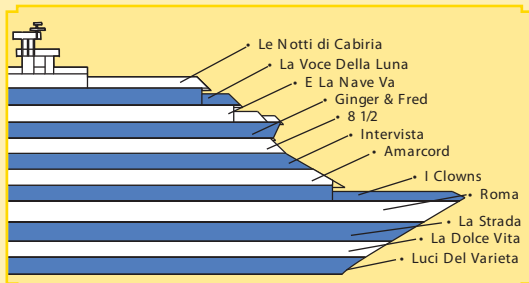 • Le Notti di Cabiria
• La Voce Della Luna
• E La Nave Va
• Ginger & Fred
• 8 1/2
• Intervista
• Amarcord
• I Clowns
• Roma
• La Strada
• La Dolce Vita
• Luci Del Varieta